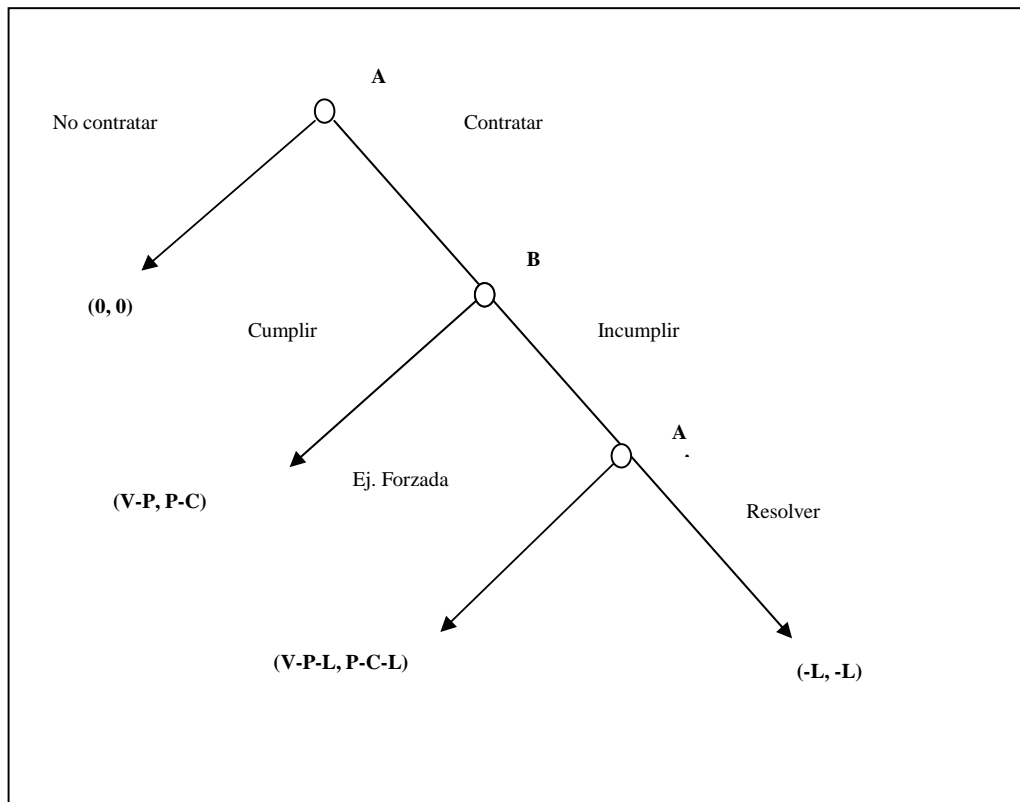 A
No contratar
Contratar
B
(0, 0)
Cumplir
Incumplir
A
Ej. Forzada
(V-P, P-C)
Resolver
(V-P-L, P-C-L)
(-L, -L)